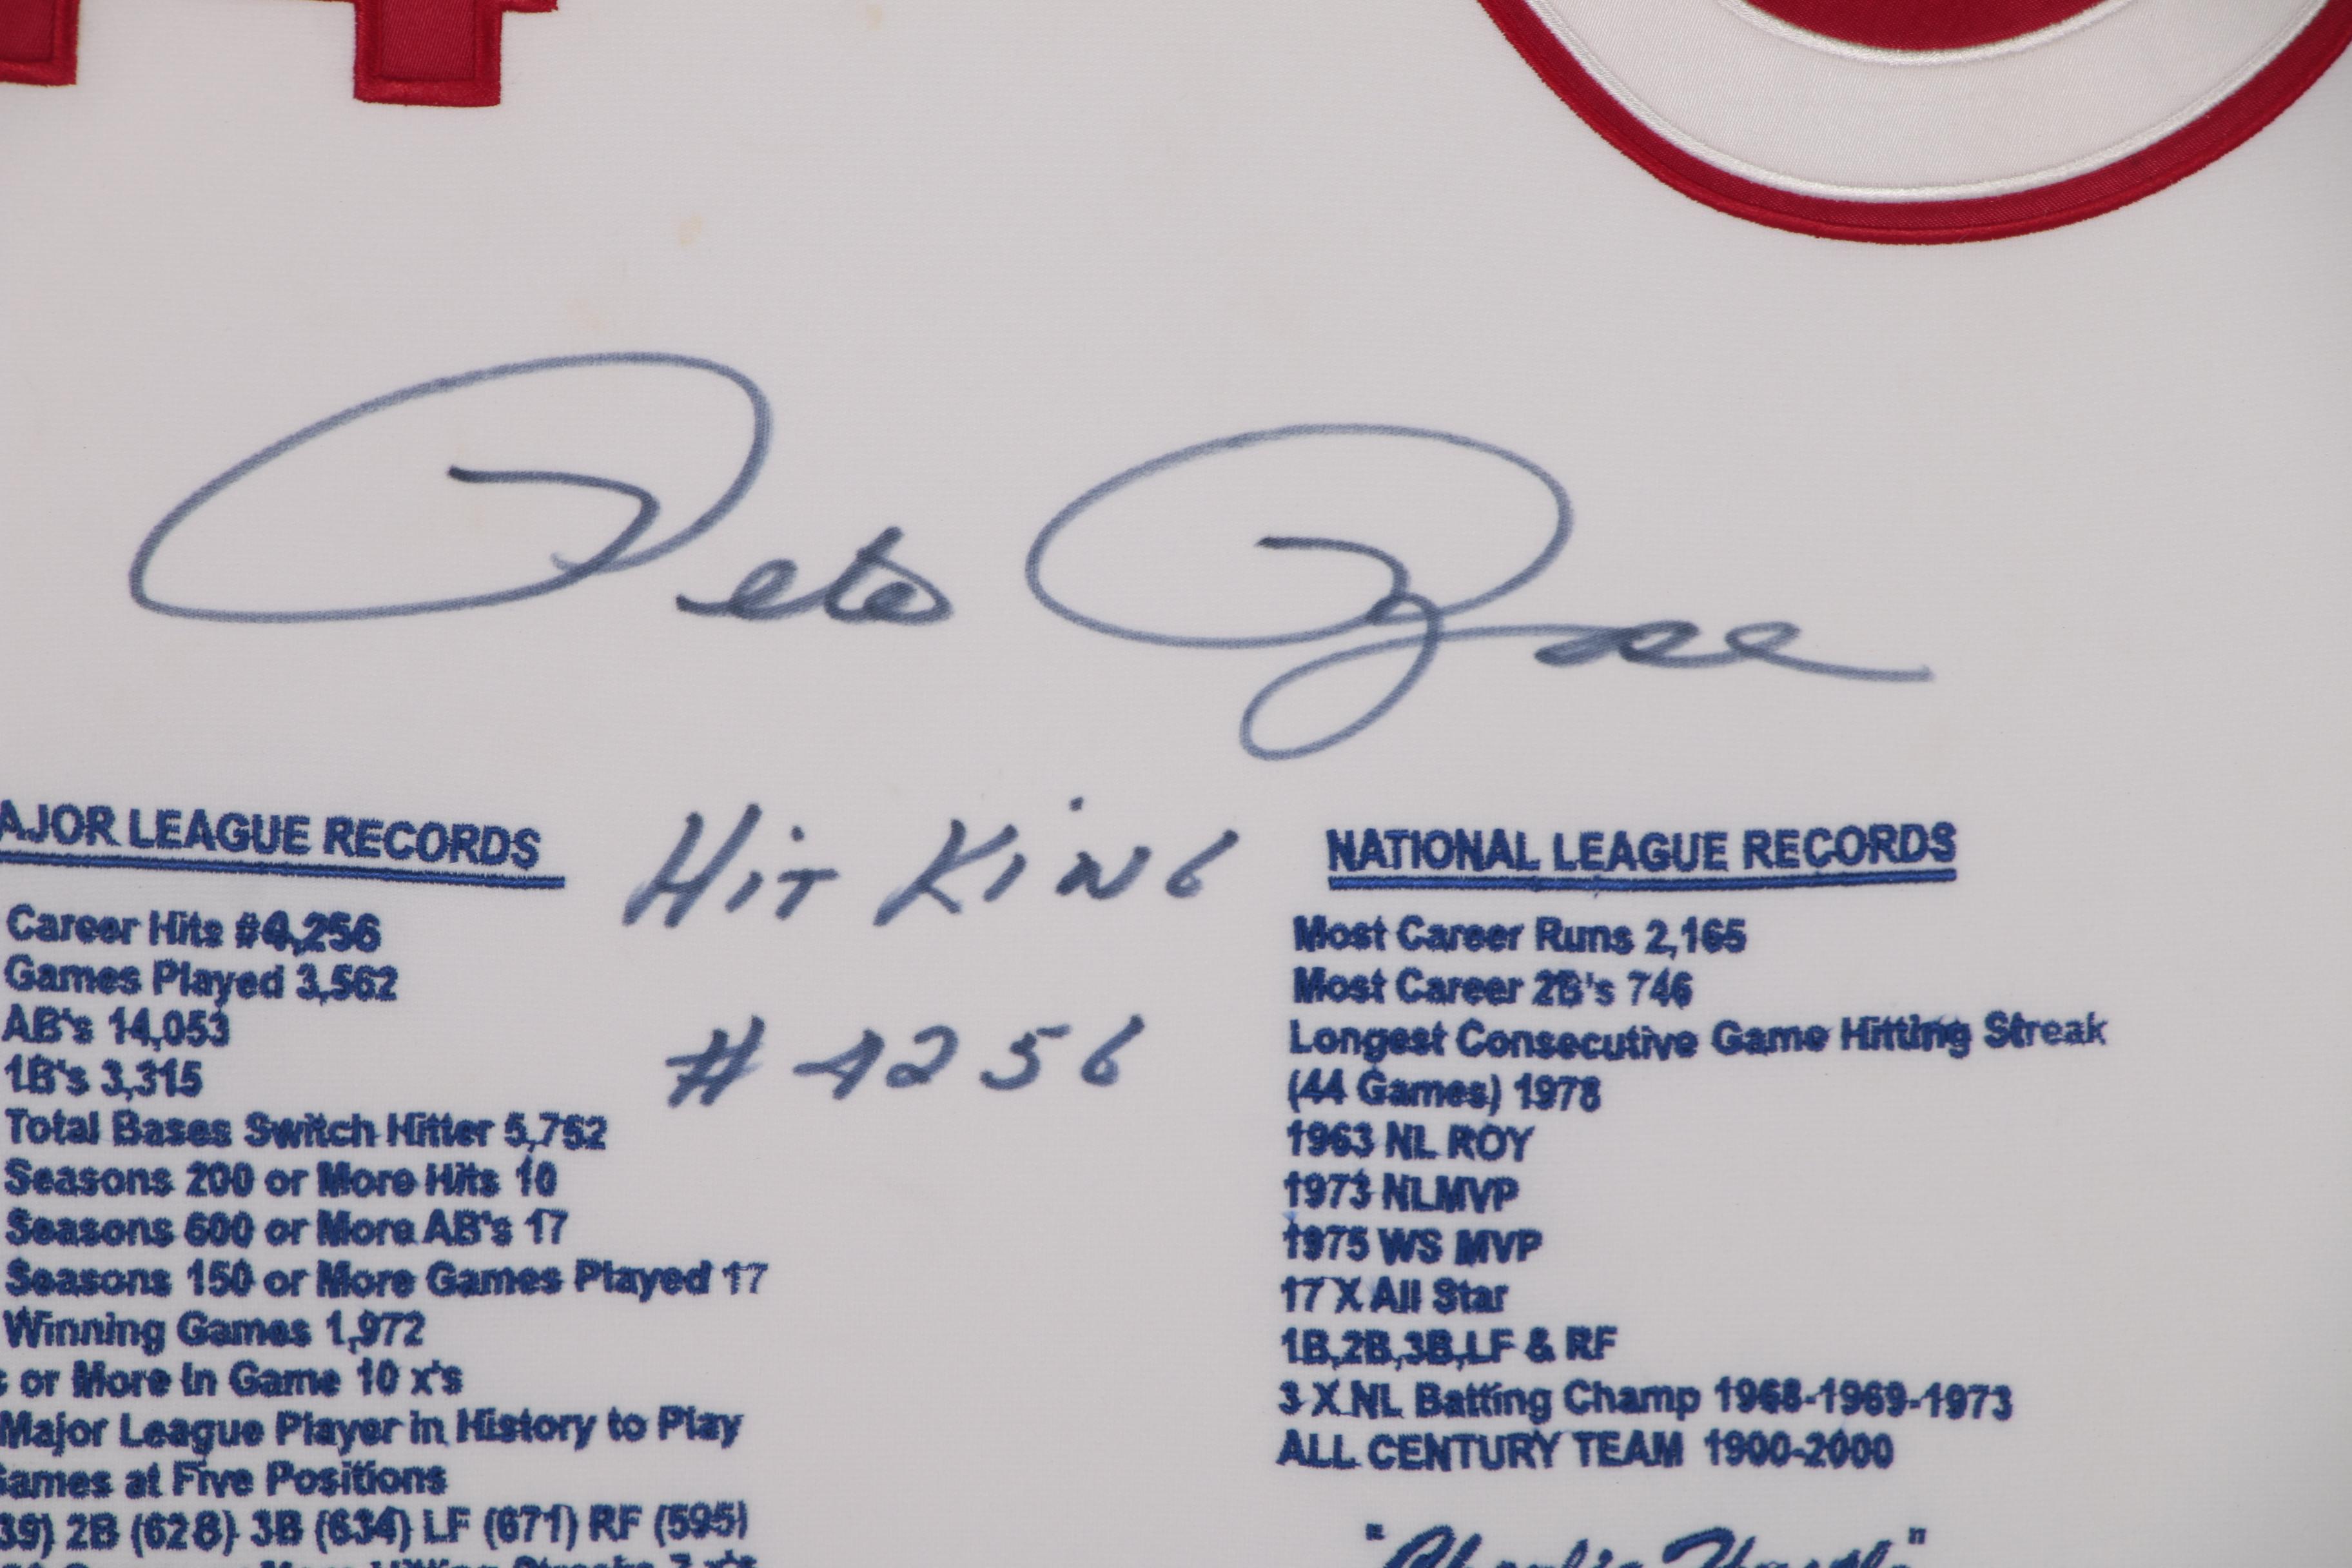 Pete Rose
HIT KING
# 4256
AJOR LEAGUE RECORDS
Career Hits #4,256
Games Played 3,562
AB's 14,053
1B's 3,315
Total Bases Switch Hitter 5,752
Seasons 200 or More Hits 10
Seasons 600 or More AB's 17
Seasons 150 or More Games Played 17
Winning Games 1,972
or More In Game 10 x's
Major League Player in History to Play
Games at Five Positions
39) 2B (628) 3B (634) LF (671) RF (595)
NATIONAL LEAGUE RECORDS
Most Career Runs 2,165
Most Career 2B's 746
Longest Consecutive Game Hitting Streak
(44 Games) 1978
1963 NL ROY
1973 NLMVP
1975 WS MVP
17 X All Star
1B,2B,3B,LF & RF
3 X NL Batting Champ 1968-1969-1973
ALL CENTURY TEAM 1900-2000
"Charlie Hustle"